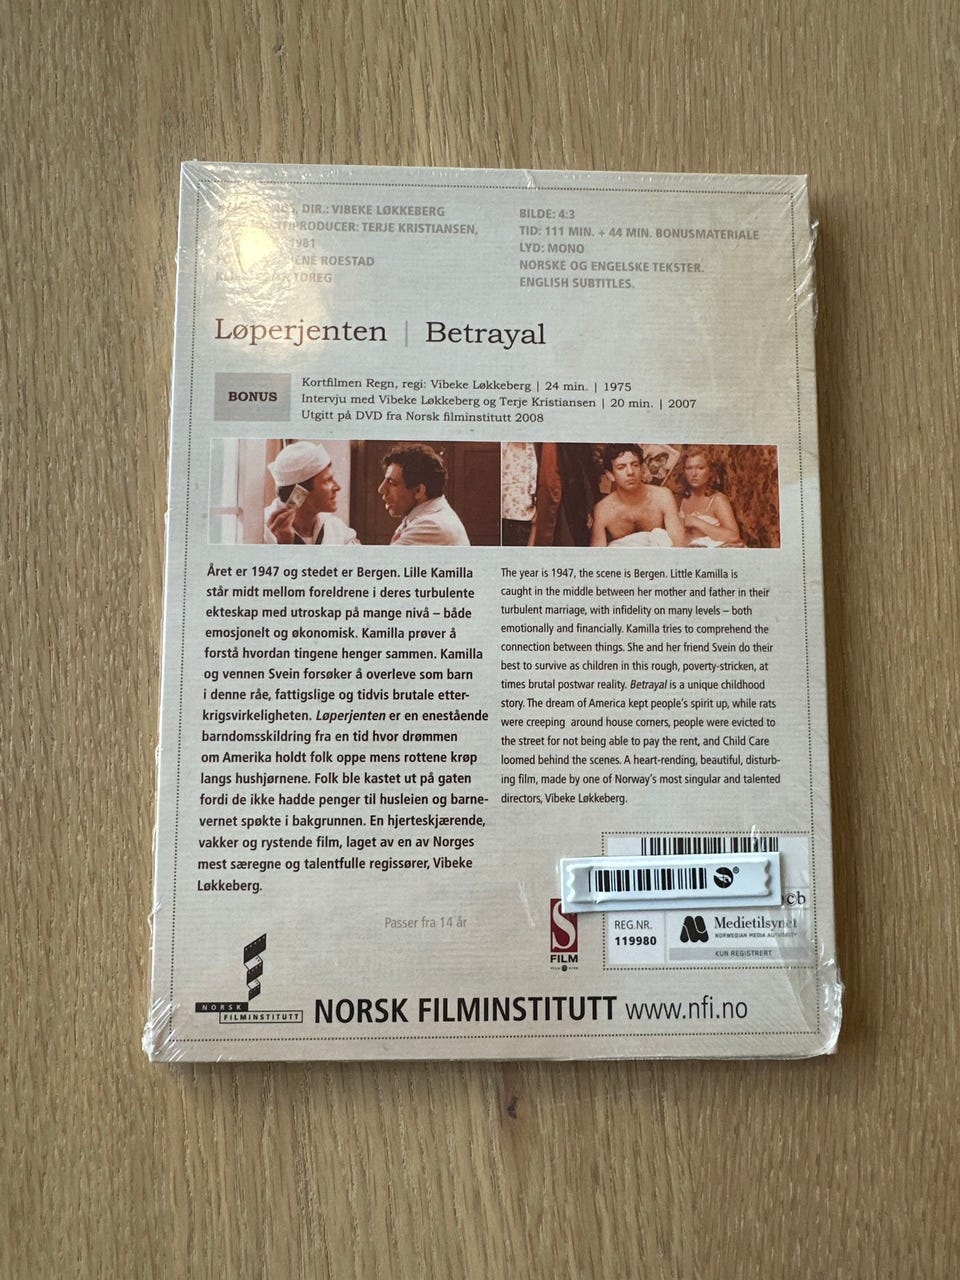 DIR.: VIBEKE LØKKEBERG
PRODUCER: TERJE KRISTIANSEN,
1981
ROESTAD
BILDE: 4:3
TID: 111 MIN. + 44 MIN. BONUSMATERIALE
LYD: MONO
NORSKE OG ENGELSKE TEKSTER.
ENGLISH SUBTITLES.
Løperjenten | Betrayal
BONUS
Kortfilmen Regn, regi: Vibeke Løkkeberg | 24 min. | 1975
Intervju med Vibeke Løkkeberg og Terje Kristiansen | 20 min. | 2007
Utgitt på DVD fra Norsk filminstitutt 2008
Året er 1947 og stedet er Bergen. Lille Kamilla
står midt mellom foreldrene i deres turbulente
ekteskap med utroskap på mange nivå – både
emosjonelt og økonomisk. Kamilla prøver å
forstå hvordan tingene henger sammen. Kamilla
og vennen Svein forsøker å overleve som barn
i denne råe, fattigslige og tidvis brutale etter-
krigsvirkeligheten. Løperjenten er en enestående
barndomsskildring fra en tid hvor drømmen
om Amerika holdt folk oppe mens rottene krøp
langs hushjørnene. Folk ble kastet ut på gaten
fordi de ikke hadde penger til husleien og barne-
vernet spøkte i bakgrunnen. En hjerteskjærende,
vakker og rystende film, laget av en av Norges
mest særegne og talentfulle regissører, Vibeke
Løkkeberg.
The year is 1947, the scene is Bergen. Little Kamilla is
caught in the middle between her mother and father in their
turbulent marriage, with infidelity on many levels – both
emotionally and financially. Kamilla tries to comprehend the
connection between things. She and her friend Svein do their
best to survive as children in this rough, poverty-stricken, at
times brutal postwar reality. Betrayal is a unique childhood
story. The dream of America kept people's spirit up, while rats
were creeping around house corners, people were evicted to
the street for not being able to pay the rent, and Child Care
loomed behind the scenes. A heart-rending, beautiful, disturb-
ing film, made by one of Norway's most singular and talented
directors, Vibeke Løkkeberg.
Passer fra 14 år
S
FILM
REG.NR.
119980
Medietilsynet
NORWEGIAN MEDIA AUTHORITY
KUN REGISTRERT
NORSK
FILMINSTITUTT
NORSK FILMINSTITUTT www.nfi.no